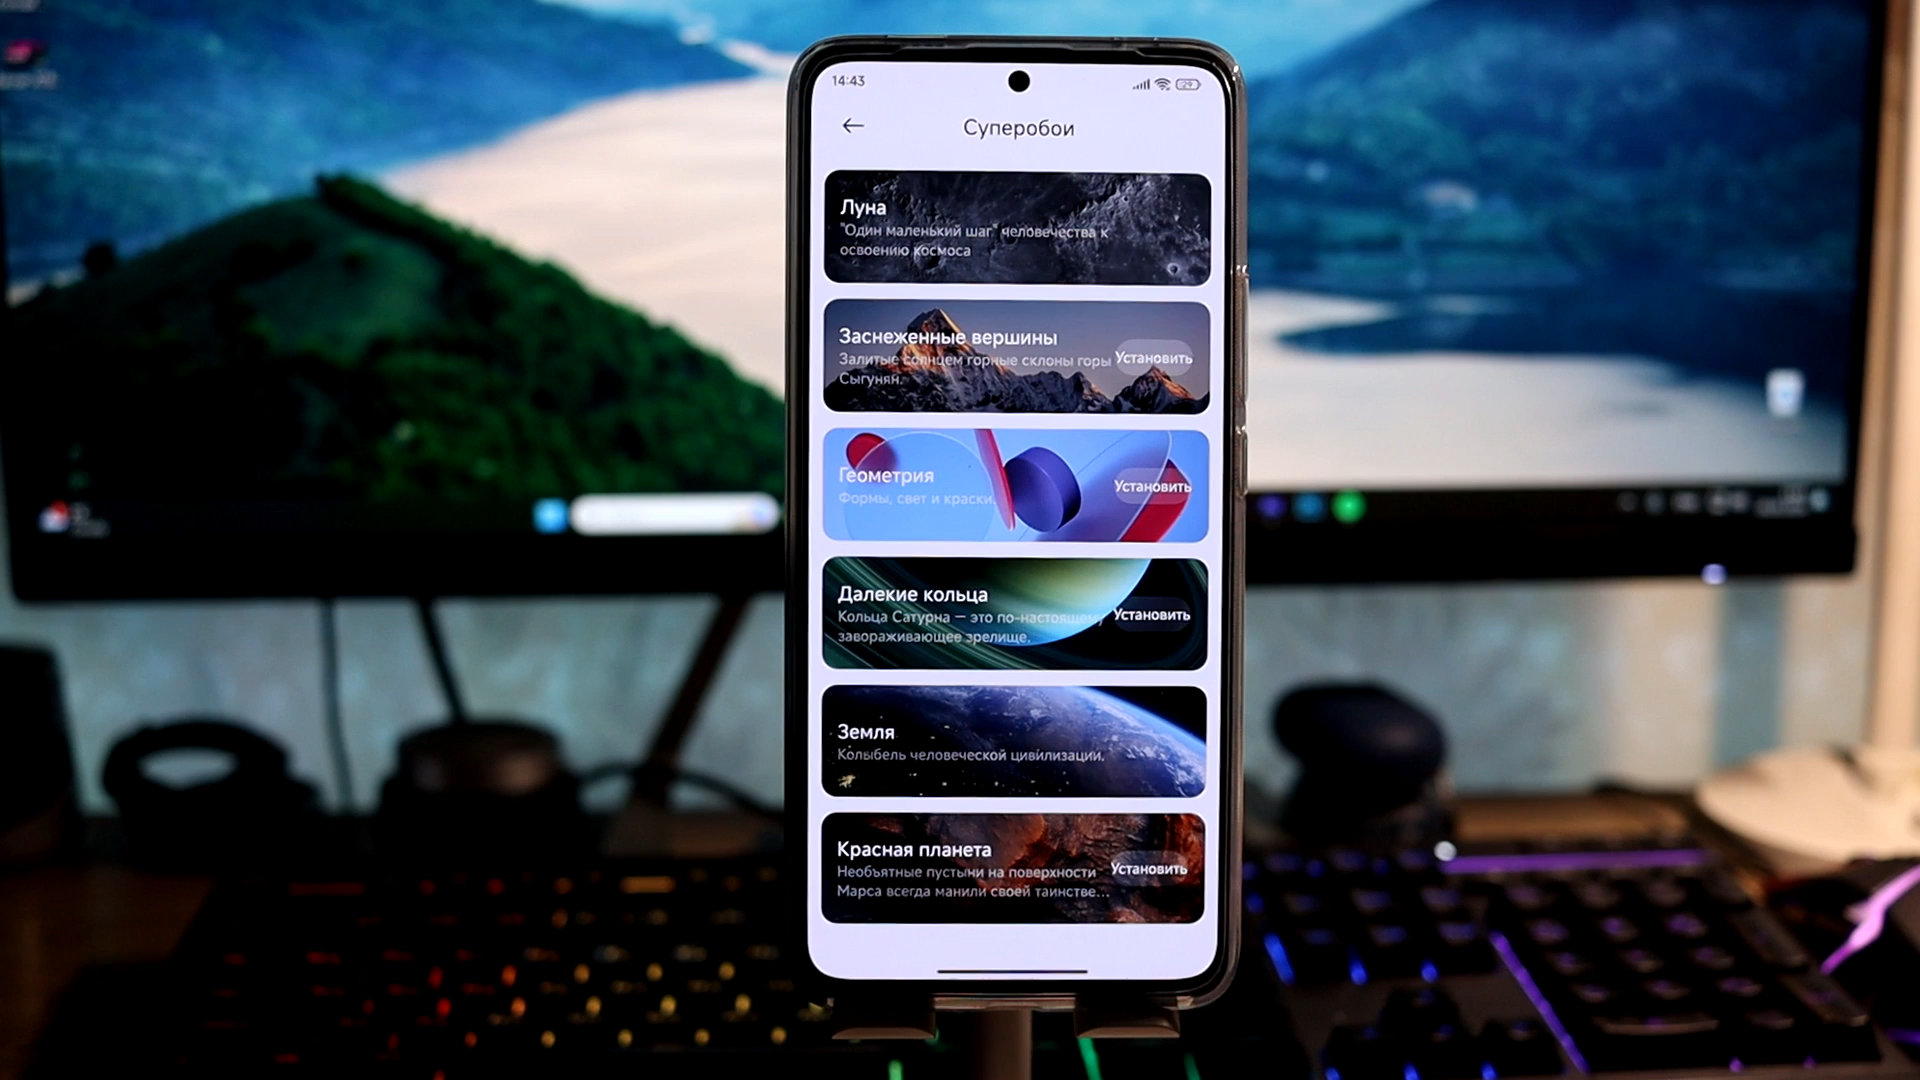 14:43
29
Суперобои
Луна
"Один маленький шаг" человечества к
освоению космоса
Заснеженные вершины
Залитые солнцем горные склоны горы
Сыгунян.
Установить
Геометрия
Формы, свет и краски.
Установить
Далекие кольца
Кольца Сатурна — это по-настоящему
завораживающее зрелище.
Установить
Земля
Колыбель человеческой цивилизации.
Красная планета
Необъятные пустыни на поверхности
Марса всегда манили своей таинстве...
Установить